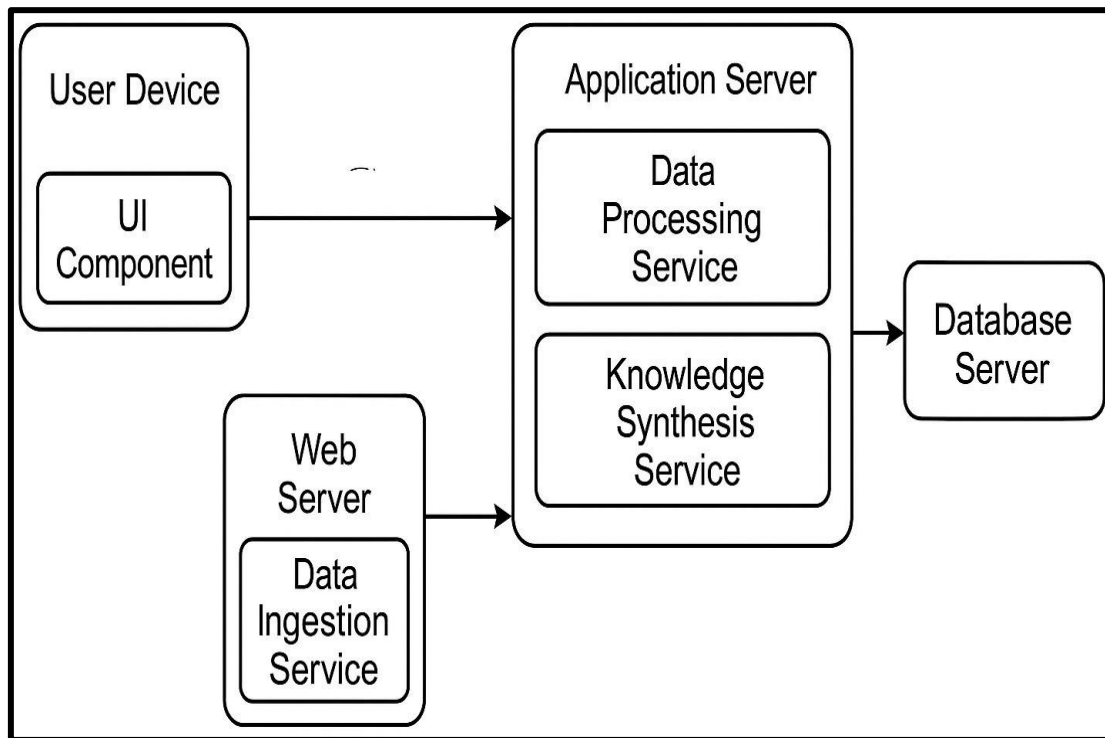 User Device
UI
Component
Application Server
Data
Processing
Service
Knowledge
Synthesis
Service
Database
Server
Web
Server
Data
Ingestion
Service